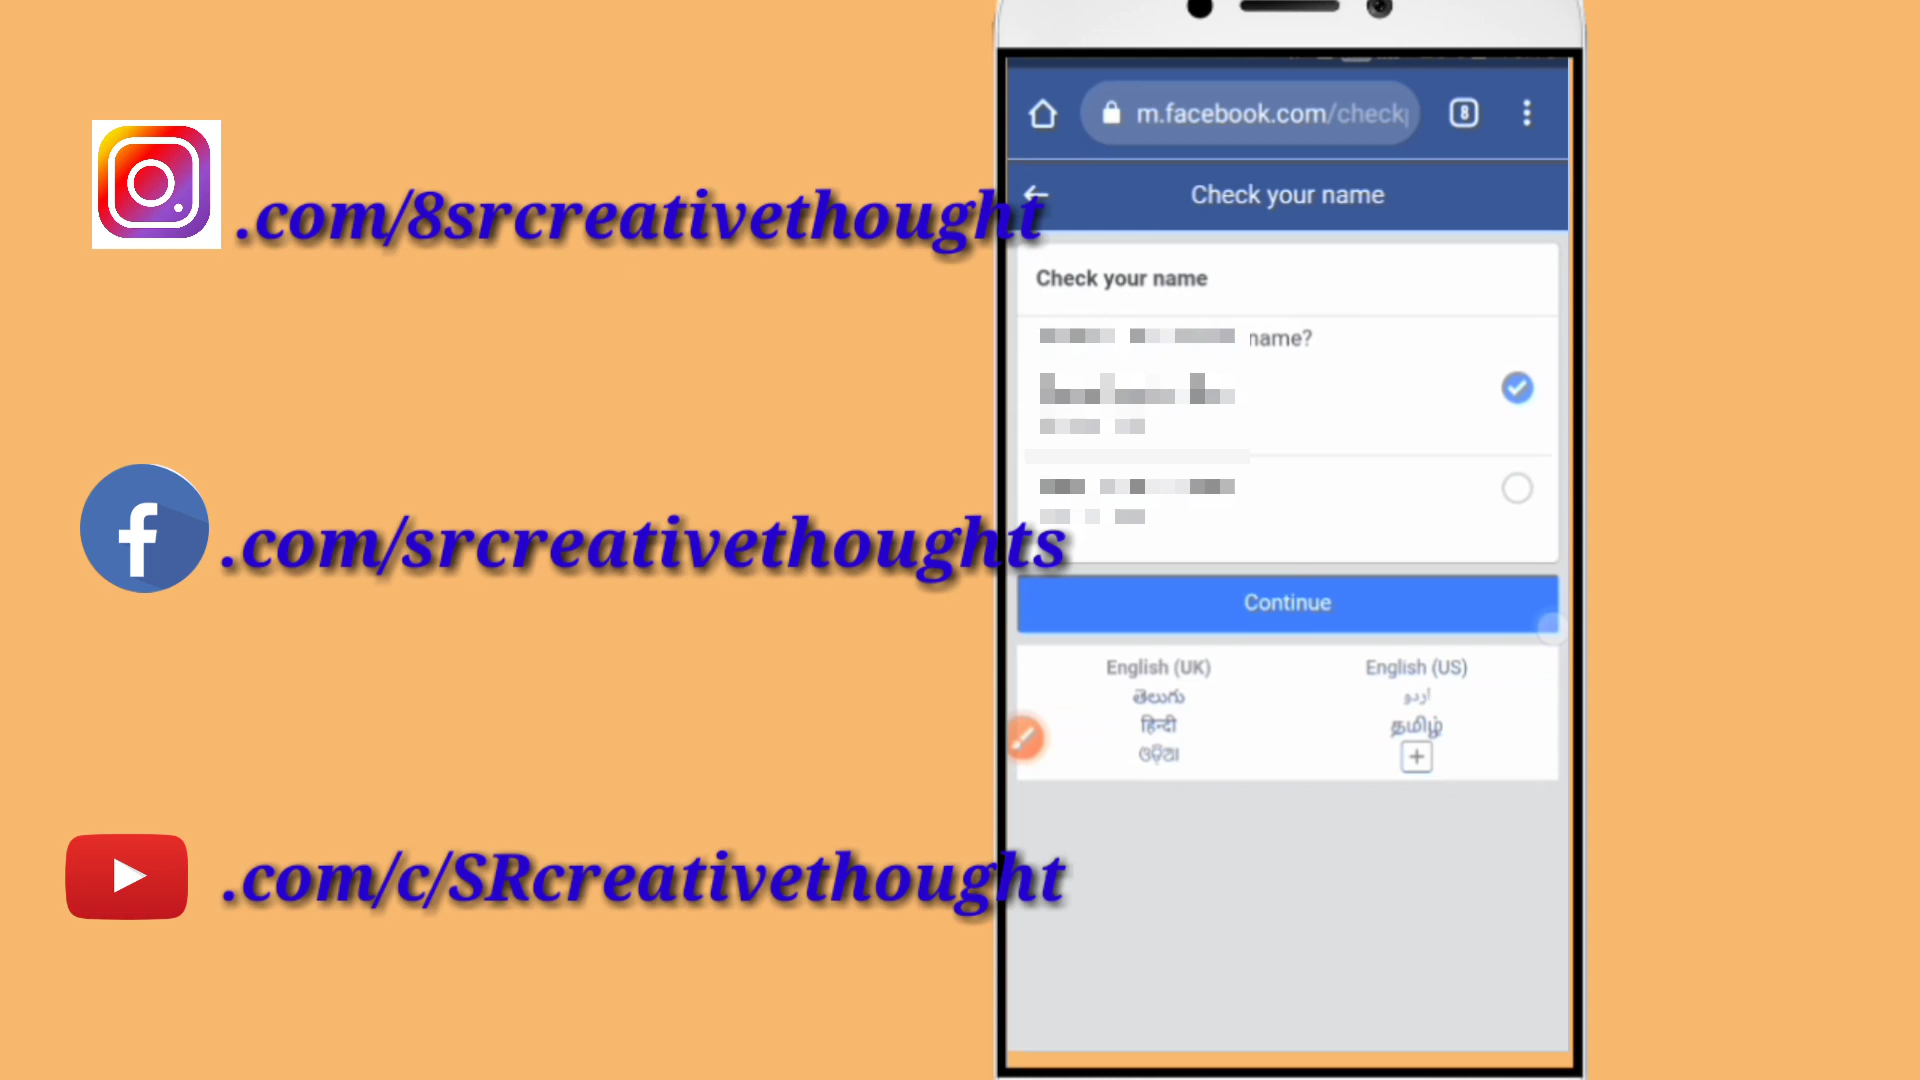 .com/8srcreativethought
.com/srcreativethoughts
.com/c/SRcreativethought
m.facebook.com/check
8
Check your name
Check your name
name?
Continue
English (UK)
English (US)
తెలుగు
اردو
हिन्दी
தமிழ்
ଓଡ଼ିଆ
+